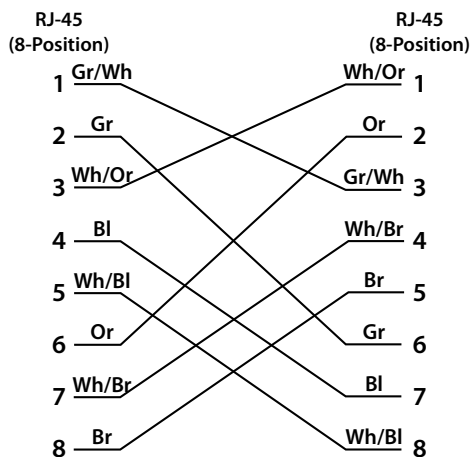 RJ-45 RJ-45
(8-Position) (8-Position)
1 Gr/Wh Wh/Or 1
2 Gr Or 2
3 Wh/Or Gr/Wh 3
4 Bl Wh/Br 4
5 Wh/Bl Br 5
6 Or Gr 6
7 Wh/Br Bl 7
8 Br Wh/Bl 8